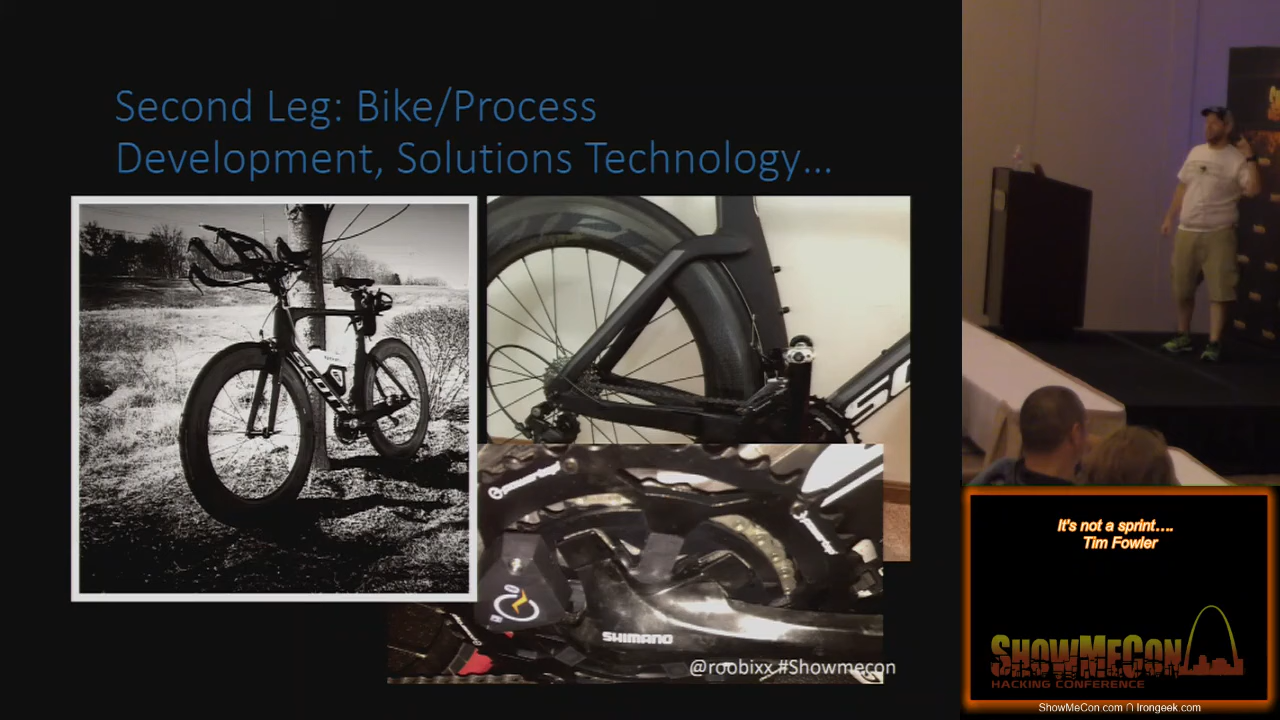 Second Leg: Bike/Process
Development, Solutions Technology...
SCOTT
SHIMANO
@roobixx #Showmecon
It's not a sprint....
Tim Fowler
ShowMeCon
HACKING CONFERENCE
ShowMeCon.com ∩ Irongeek.com